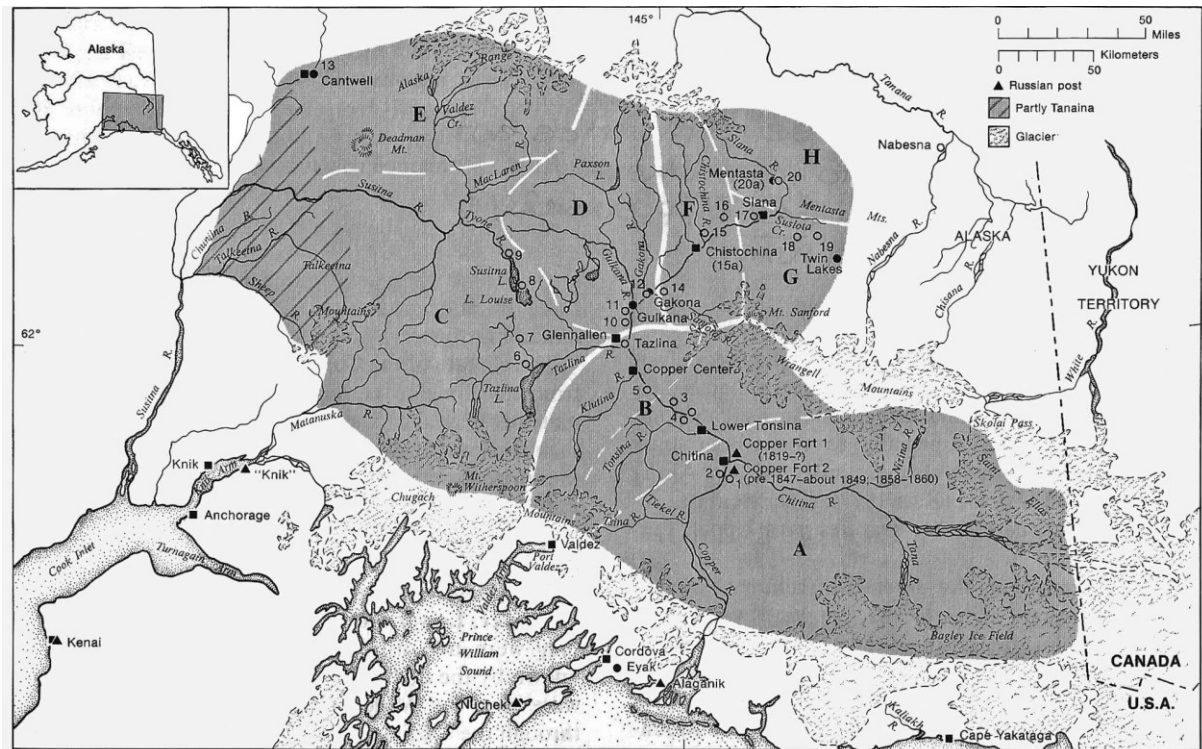 Alaska
145°
0 50
Miles
Kilometers
0 50
Russian post
Partly Tanaina
Glacier
13
Cantwell
Alaska
Range
E
Valdez
Cr.
Deadman
Mt.
MacLaren
R.
Susitna
R.
Paxson
L.
D
Tyone
R.
Chistochina R.
F
Slana
R.
H
Mentasta
(20a)
20
Slana
Mentasta
Mts.
16
17
15
Suslota
Cr.
18
19
Twin
Lakes
Chistochina
(15a)
G
Tanana
R.
Nabesna
Nabesna
R.
Chisana
R.
ALASKA
YUKON
TERRITORY
White
R.
Chunilna
R.
Talkeetna
R.
Talkeetna
Mountains
Sheep
R.
9
Susitna
L.
8
L. Louise
Gulkana
R.
Gakona
R.
12
14
Gakona
11
Gulkana
10
Sanford
R.
Mt. Sanford
C
62°
7
6
Glennallen
Tazlina
Tazlina
R.
Tazlina
L.
Copper Center
Wrangell
Mountains
Klutina
R.
5
3
B
4
Lower Tonsina
Tonsina
R.
Skolai Pass
Saint
Elias
Nizina R.
Copper Fort 1
(1819–?)
Chitina
Copper Fort 2
(pre 1847–about 1849, 1858–1860)
2
1
Chitina
R.
Susitna
R.
Matanuska
R.
Knik
Arm
"Knik"
Anchorage
Cook Inlet
Turnagain Arm
Kenai
Chugach
Mountains
Mt.
Witherspoon
Tsina
R.
Tiekel R.
Valdez
Port
Valdez
Valdez
Prince
William
Sound
Copper
R.
A
Tana
R.
Bagley Ice Field
Cordova
Eyak
Alaganik
Nuchek
Kaliakh
R.
Cape Yakataga
CANADA
U.S.A.